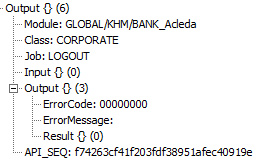 Output {} (6)
Module: GLOBAL/KHM/BANK_Acleda
Class: CORPORATE
Job: LOGOUT
Input {} (0)
Output {} (3)
ErrorCode: 00000000
ErrorMessage:
Result {} (0)
API_SEQ: f74263cf41f203fdf38951afec40919e